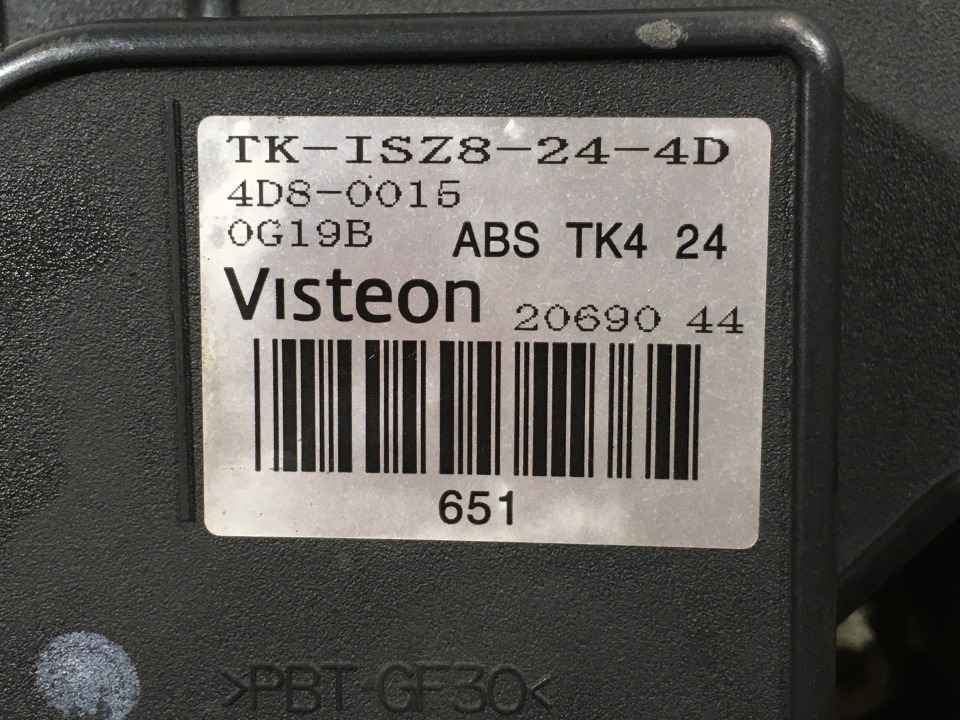 TK-ISZ8-24-4D
4D8-0015
0G19B ABS TK4 24
Visteon 20690 44
651
>PBT-GF30<